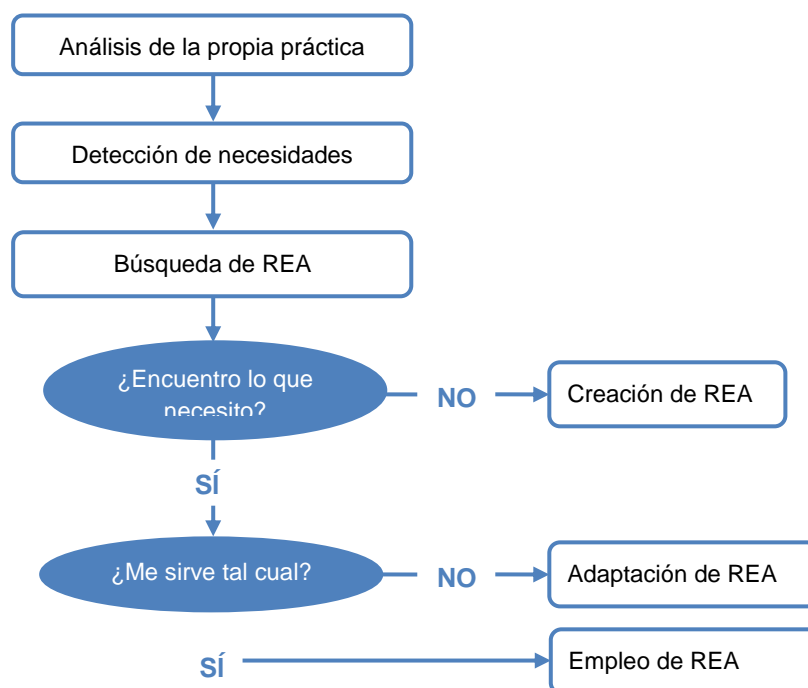 Análisis de la propia práctica
Detección de necesidades
Búsqueda de REA
¿Encuentro lo que
necesito?
NO
Creación de REA
SÍ
¿Me sirve tal cual?
NO
Adaptación de REA
SÍ
Empleo de REA